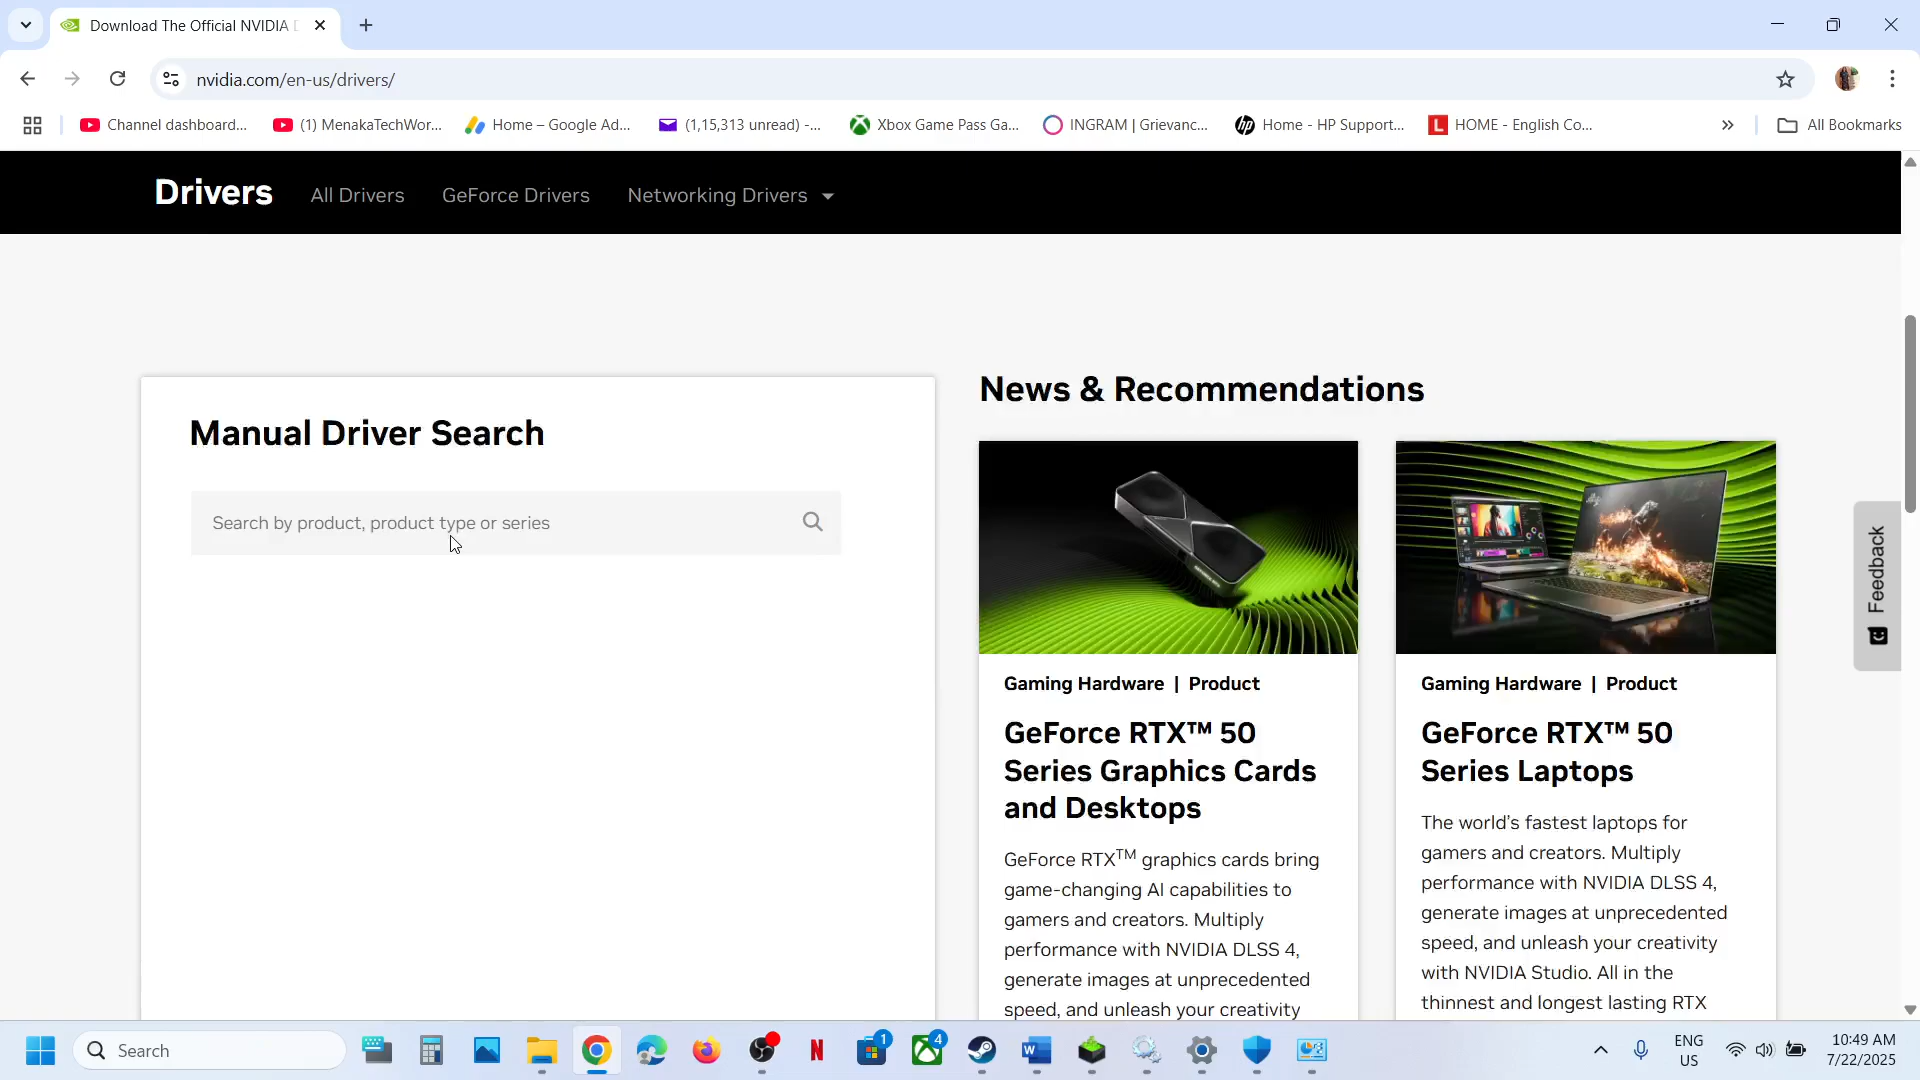 Download The Official NVIDIA D
nvidia.com/en-us/drivers/
Channel dashboard...
(1) MenakaTechWor...
Home – Google Ad...
(1,15,313 unread) -...
Xbox Game Pass Ga...
INGRAM | Grievanc...
Home - HP Support...
HOME - English Co...
All Bookmarks
Drivers
All Drivers
GeForce Drivers
Networking Drivers
Manual Driver Search
Search by product, product type or series
News & Recommendations
Gaming Hardware | Product
GeForce RTX™ 50
Series Graphics Cards
and Desktops
GeForce RTX™ graphics cards bring
game-changing AI capabilities to
gamers and creators. Multiply
performance with NVIDIA DLSS 4,
generate images at unprecedented
speed, and unleash your creativity
Gaming Hardware | Product
GeForce RTX™ 50
Series Laptops
The world's fastest laptops for
gamers and creators. Multiply
performance with NVIDIA DLSS 4,
generate images at unprecedented
speed, and unleash your creativity
with NVIDIA Studio. All in the
thinnest and longest lasting RTX
Feedback
Search
1
4
ENG
US
10:49 AM
7/22/2025